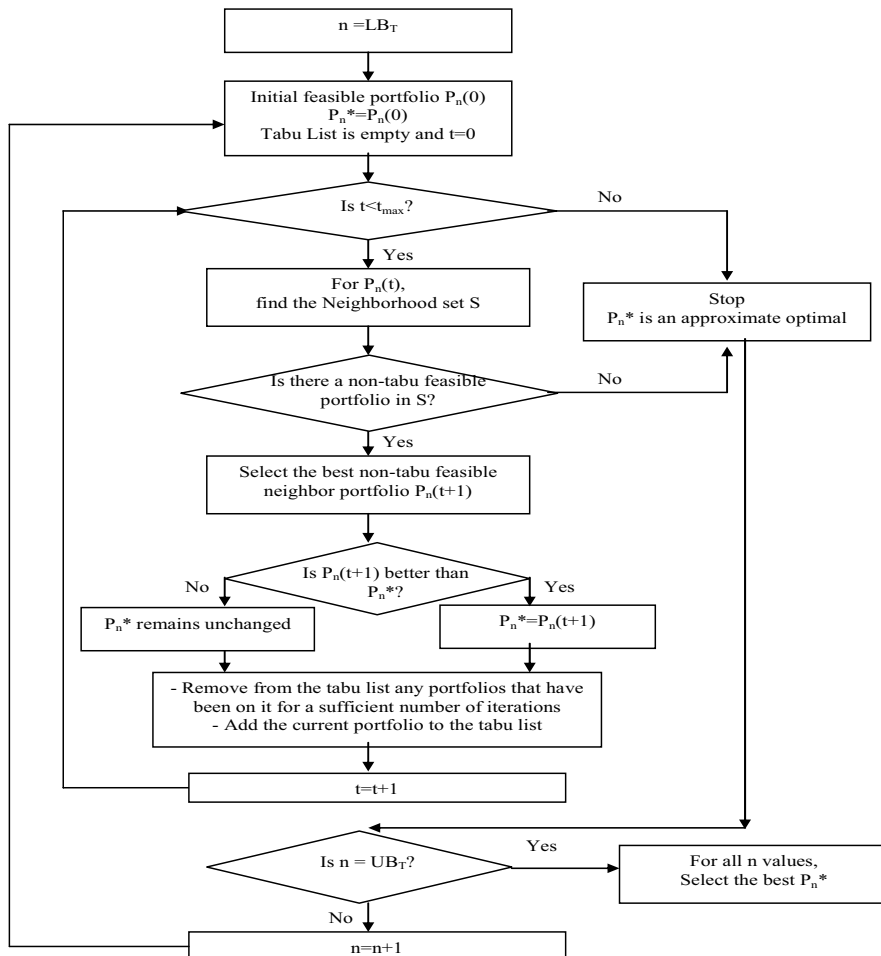 n =LB_T
Initial feasible portfolio P_n(0)
P_n*=P_n(0)
Tabu List is empty and t=0
Is t<t_max?
No
Yes
For P_n(t),
find the Neighborhood set S
Stop
P_n* is an approximate optimal
Is there a non-tabu feasible
portfolio in S?
No
Yes
Select the best non-tabu feasible
neighbor portfolio P_n(t+1)
Is P_n(t+1) better than
P_n*?
No
Yes
P_n* remains unchanged
P_n*=P_n(t+1)
- Remove from the tabu list any portfolios that have
been on it for a sufficient number of iterations
- Add the current portfolio to the tabu list
t=t+1
Is n = UB_T?
Yes
For all n values,
Select the best P_n*
No
n=n+1